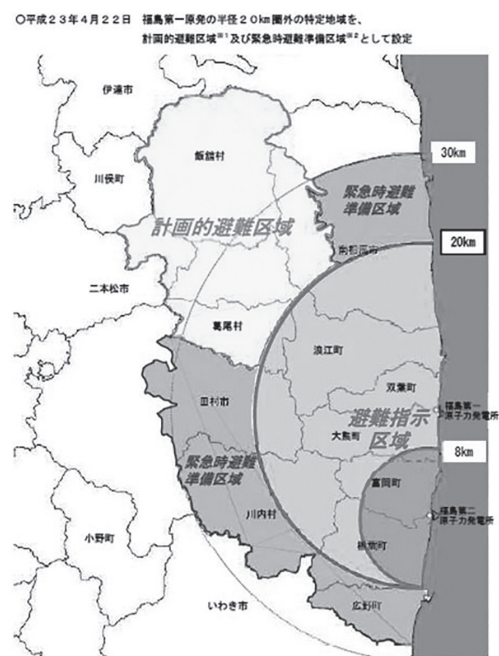 ○平成23年4月22日 福島第一原発の半径20km圏外の特定地域を、
計画的避難区域※1及び緊急時避難準備区域※2として設定
伊達市
飯舘村
30km
川俣町
緊急時避難
準備区域
計画的避難区域
20km
南相馬市
二本松市
葛尾村
浪江町
双葉町
田村市
福島第一
原子力発電所
避難指示
区域
大熊町
8km
緊急時避難
準備区域
富岡町
川内村
福島第二
原子力発電所
小野町
楢葉町
いわき市
広野町